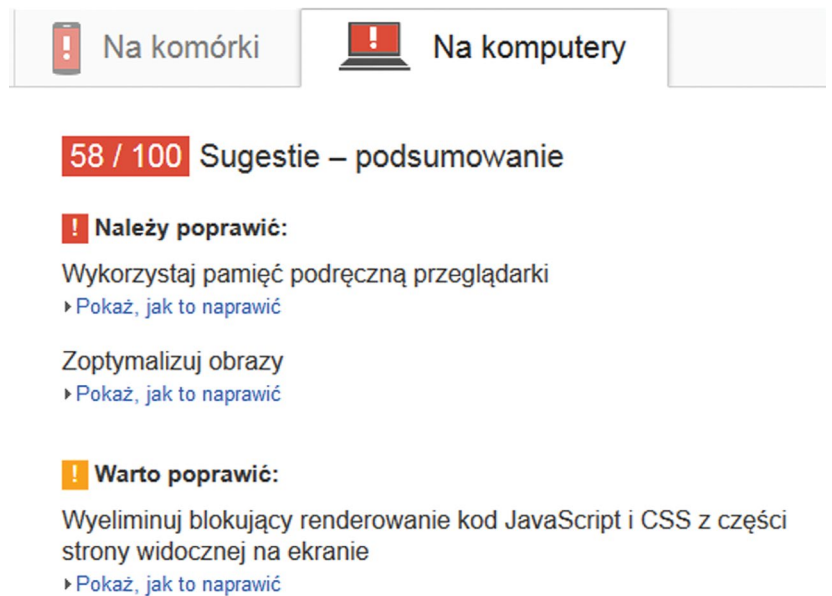 Na komórki
Na komputery
58 / 100 Sugestie – podsumowanie
! Należy poprawić:
Wykorzystaj pamięć podręczną przeglądarki
Pokaż, jak to naprawić
Zoptymalizuj obrazy
Pokaż, jak to naprawić
! Warto poprawić:
Wyeliminuj blokujący renderowanie kod JavaScript i CSS z części
strony widocznej na ekranie
Pokaż, jak to naprawić